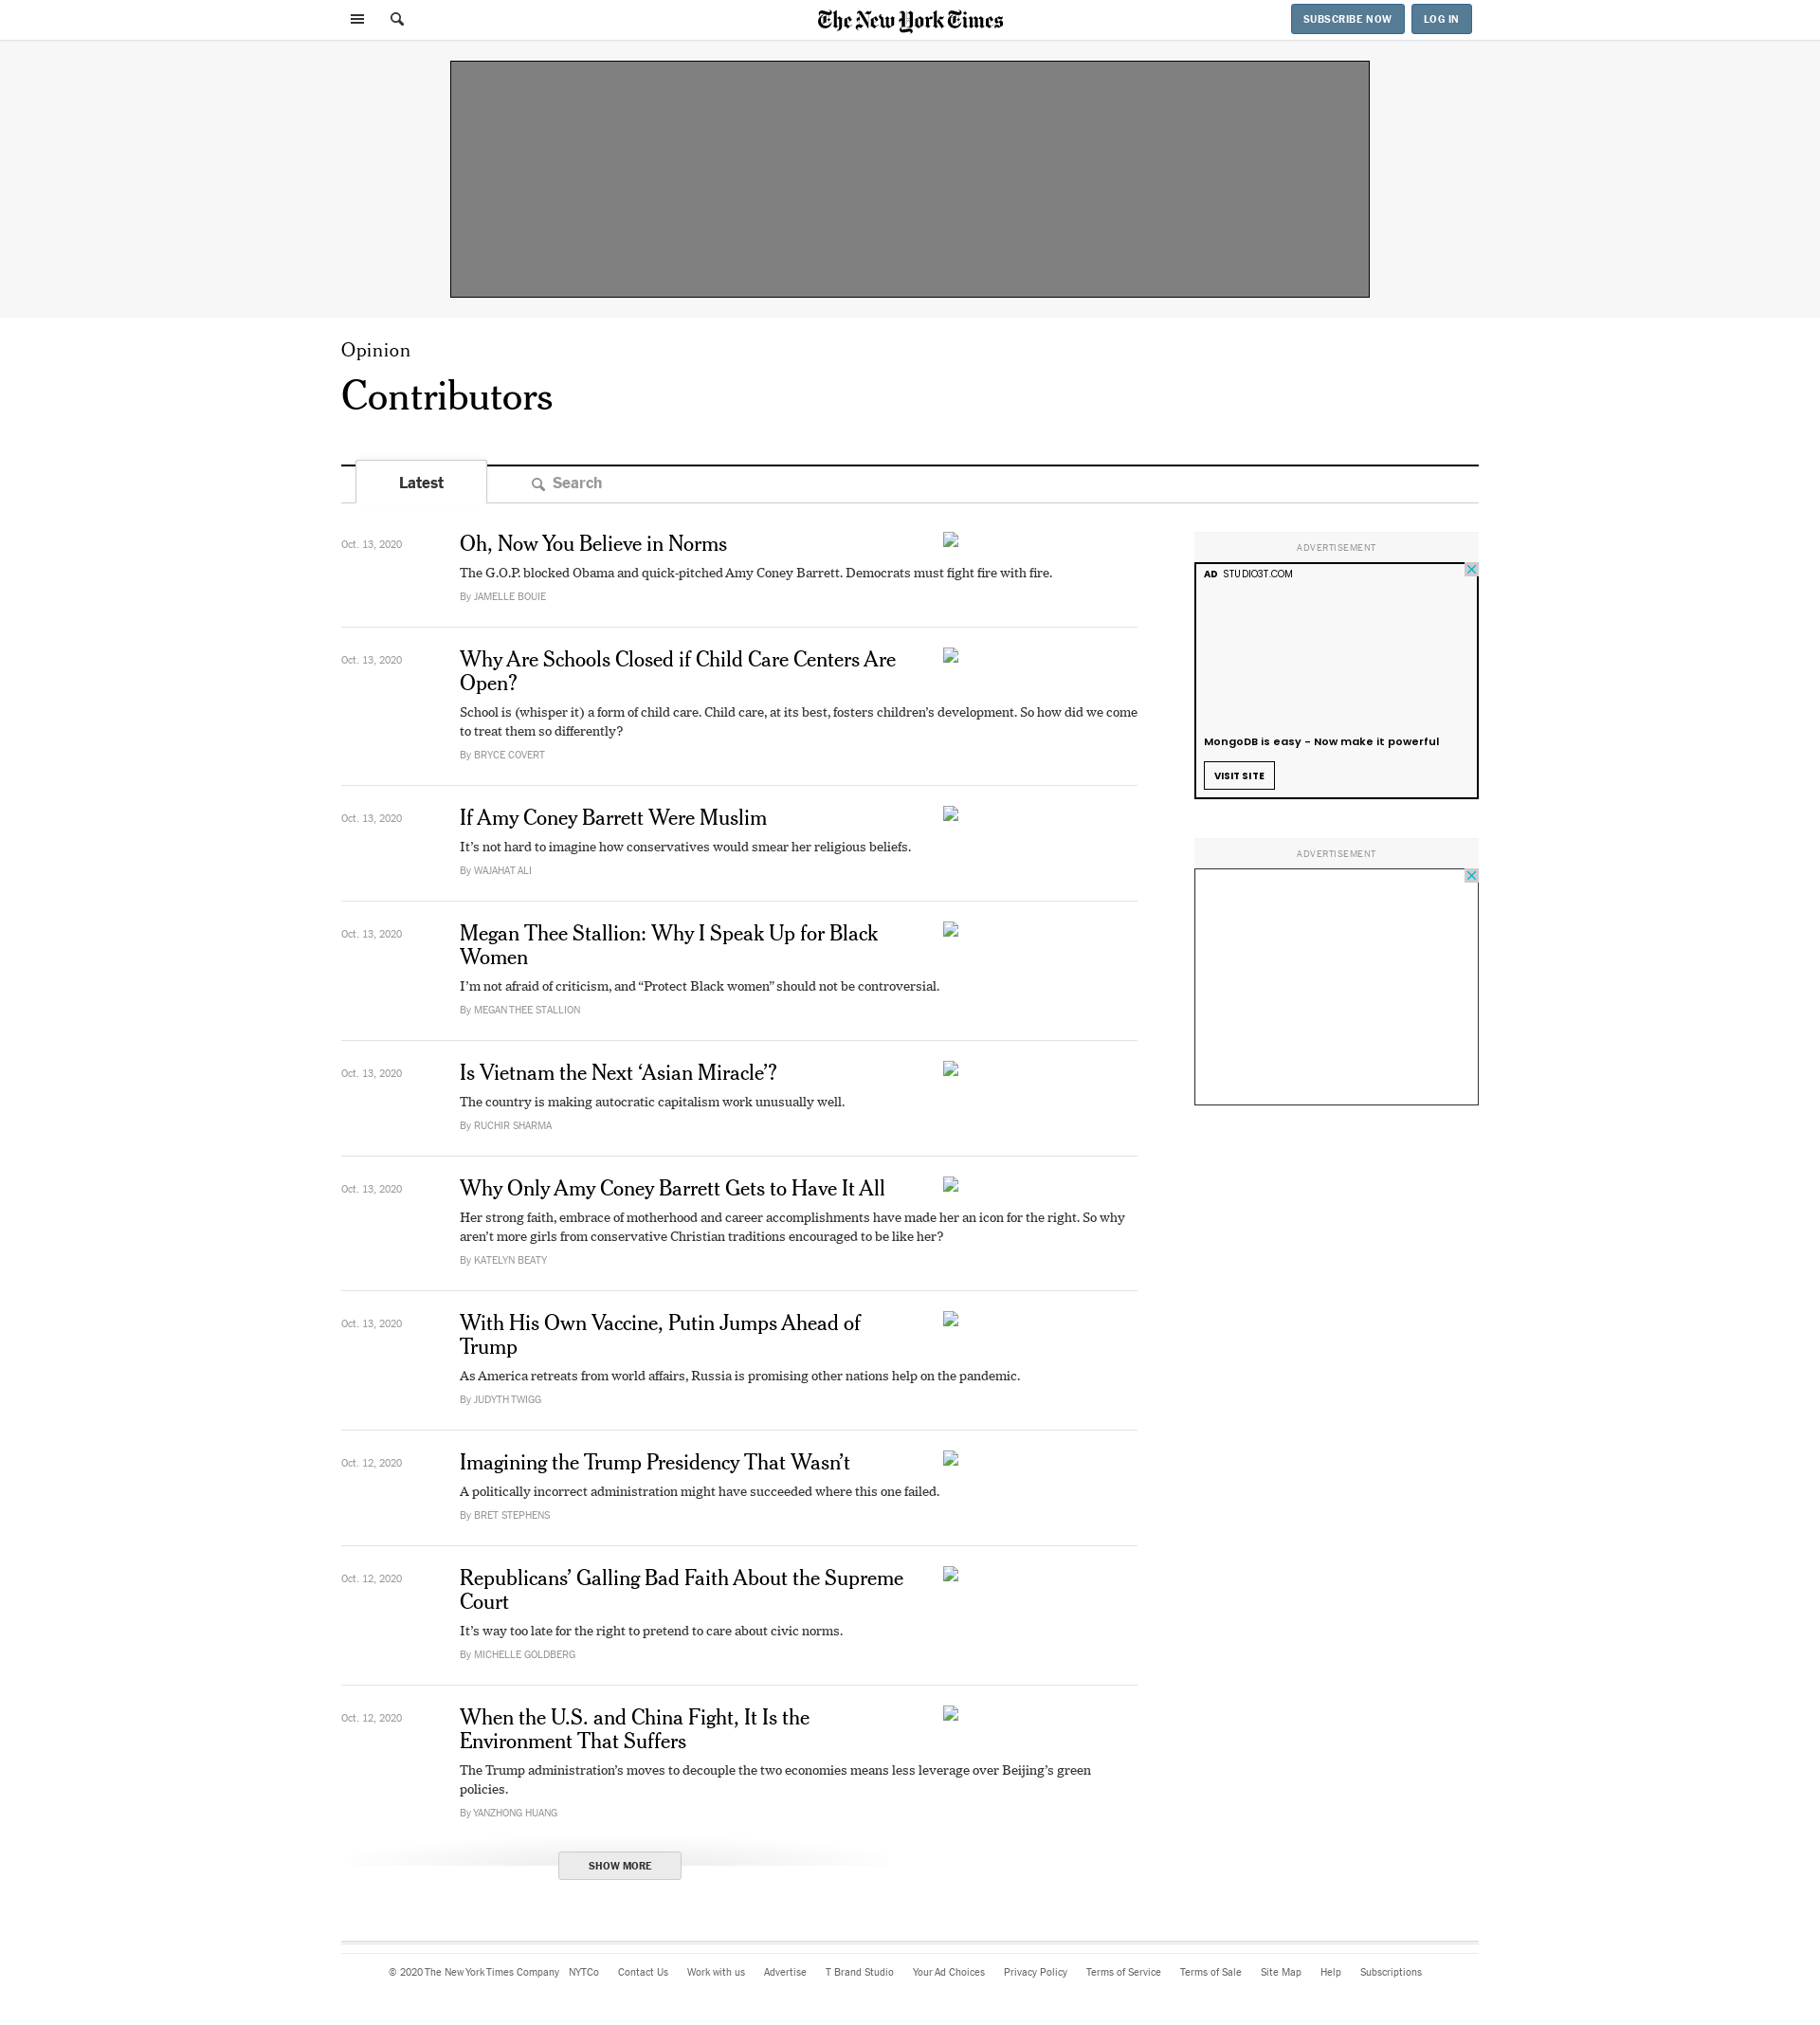 The New York Times
SUBSCRIBE NOW
LOG IN
Opinion
Contributors
Latest
Search
Oct. 13, 2020
Oh, Now You Believe in Norms
The G.O.P. blocked Obama and quick-pitched Amy Coney Barrett. Democrats must fight fire with fire.
By JAMELLE BOUIE
Oct. 13, 2020
Why Are Schools Closed if Child Care Centers Are
Open?
School is (whisper it) a form of child care. Child care, at its best, fosters children’s development. So how did we come
to treat them so differently?
By BRYCE COVERT
Oct. 13, 2020
If Amy Coney Barrett Were Muslim
It’s not hard to imagine how conservatives would smear her religious beliefs.
By WAJAHAT ALI
Oct. 13, 2020
Megan Thee Stallion: Why I Speak Up for Black
Women
I’m not afraid of criticism, and “Protect Black women” should not be controversial.
By MEGAN THEE STALLION
Oct. 13, 2020
Is Vietnam the Next ‘Asian Miracle’?
The country is making autocratic capitalism work unusually well.
By RUCHIR SHARMA
Oct. 13, 2020
Why Only Amy Coney Barrett Gets to Have It All
Her strong faith, embrace of motherhood and career accomplishments have made her an icon for the right. So why
aren’t more girls from conservative Christian traditions encouraged to be like her?
By KATELYN BEATY
Oct. 13, 2020
With His Own Vaccine, Putin Jumps Ahead of
Trump
As America retreats from world affairs, Russia is promising other nations help on the pandemic.
By JUDYTH TWIGG
Oct. 12, 2020
Imagining the Trump Presidency That Wasn’t
A politically incorrect administration might have succeeded where this one failed.
By BRET STEPHENS
Oct. 12, 2020
Republicans’ Galling Bad Faith About the Supreme
Court
It’s way too late for the right to pretend to care about civic norms.
By MICHELLE GOLDBERG
Oct. 12, 2020
When the U.S. and China Fight, It Is the
Environment That Suffers
The Trump administration’s moves to decouple the two economies means less leverage over Beijing’s green
policies.
By YANZHONG HUANG
SHOW MORE
ADVERTISEMENT
AD STUDIO3T.COM
MongoDB is easy - Now make it powerful
VISIT SITE
ADVERTISEMENT
© 2020 The New York Times Company NYTCo Contact Us Work with us Advertise T Brand Studio Your Ad Choices Privacy Policy Terms of Service Terms of Sale Site Map Help Subscriptions